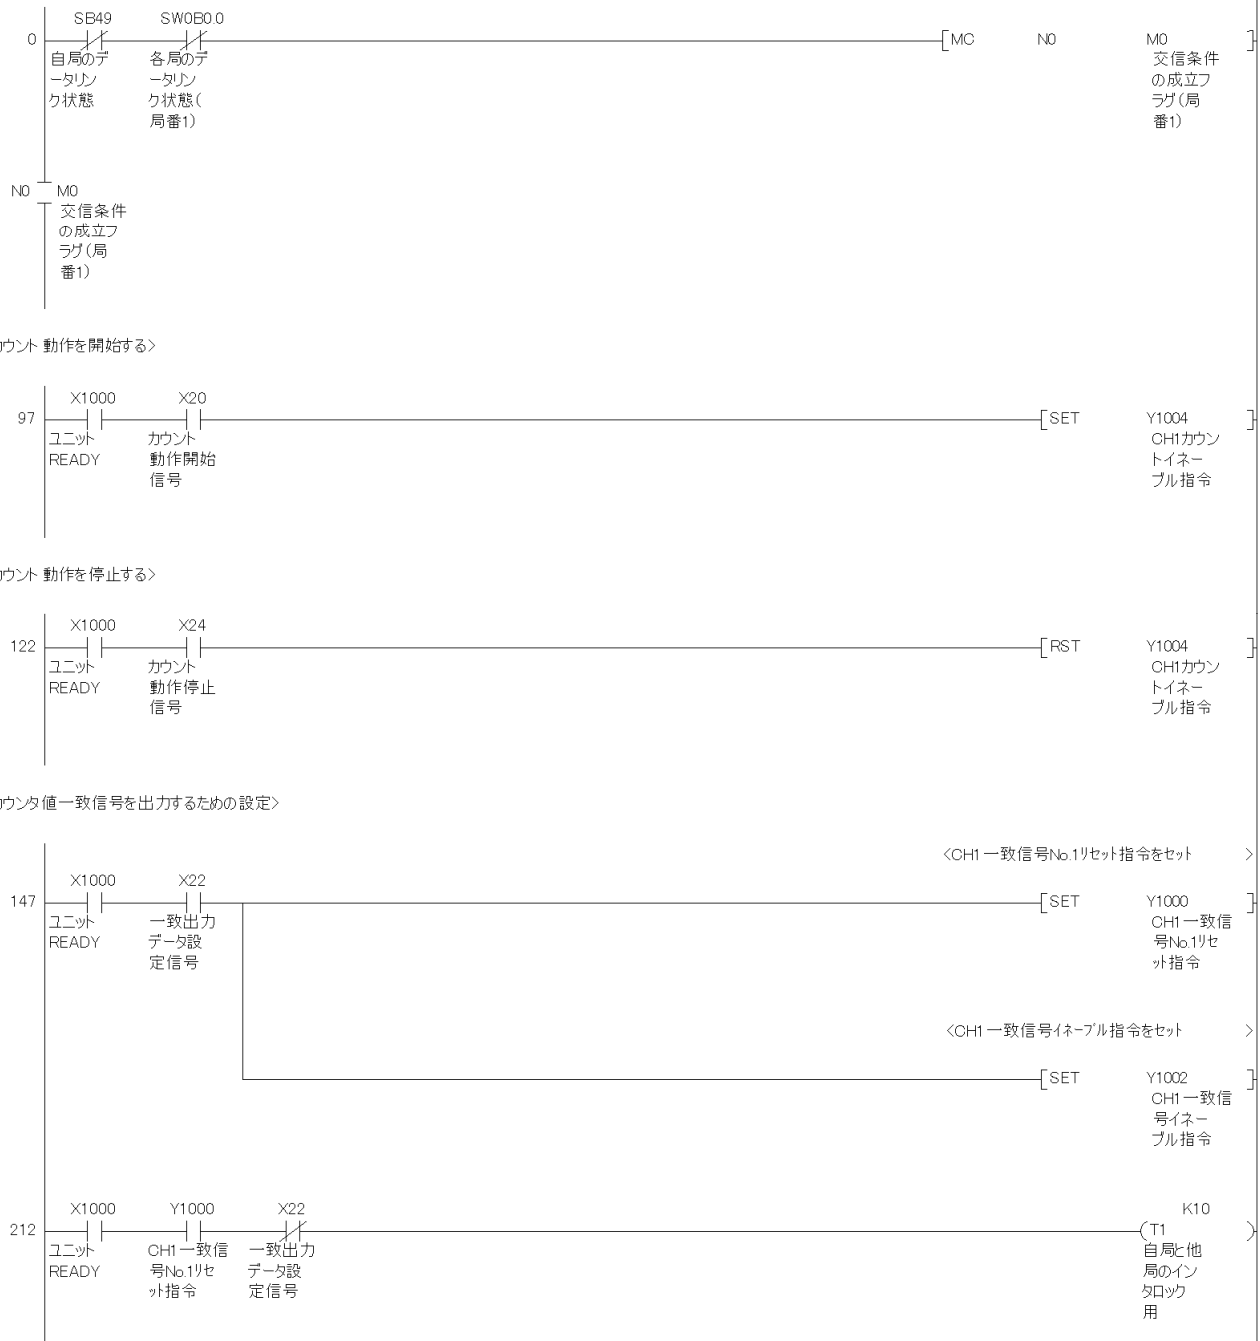 SB49 SW0B0.0
0 [MC N0 M0 ]
自局のデ 各局のデ 交信条件
ータリン ータリン の成立フ
ク状態 ク状態( ラグ(局
局番1) 番1)
N0 M0
交信条件
の成立フ
ラグ(局
番1)
ウント動作を開始する>
X1000 X20
97 [SET Y1004 ]
ユニット カウント CH1カウン
READY 動作開始 トイネー
信号 ブル指令
ウント動作を停止する>
X1000 X24
122 [RST Y1004 ]
ユニット カウント CH1カウン
READY 動作停止 トイネー
信号 ブル指令
ウンタ値一致信号を出力するための設定>
<CH1一致信号No.1リセット指令をセット >
X1000 X22
147 [SET Y1000 ]
ユニット 一致出力 CH1一致信
READY データ設 号No.1リセ
定信号 ット指令
<CH1一致信号イネーブル指令をセット >
[SET Y1002 ]
CH1一致信
号イネー
ブル指令
X1000 Y1000 X22 K10
212 (T1 )
ユニット CH1一致信 一致出力 自局と他
READY 号No.1リセ データ設 局のイン
ット指令 定信号 タロック
用